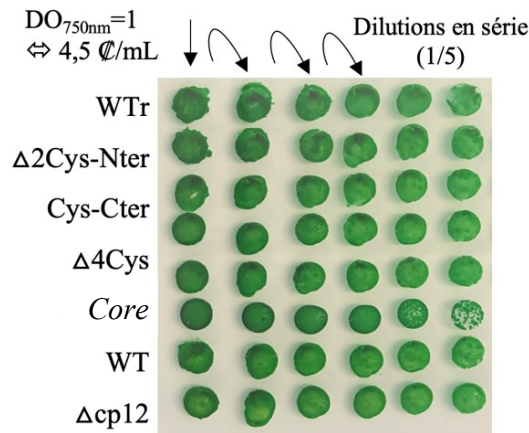 DO750nm=1
⇔ 4,5 ₡/mL
Dilutions en série
(1/5)
WTr
Δ2Cys-Nter
Cys-Cter
Δ4Cys
Core
WT
Δcp12